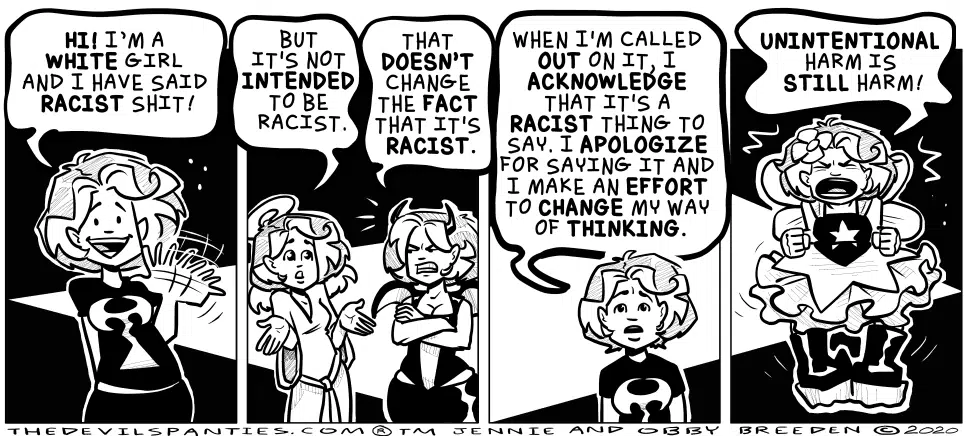 HI! I'M A
WHITE GIRL
AND I HAVE SAID
RACIST SHIT!
BUT
IT'S NOT
INTENDED
TO BE
RACIST.
THAT
DOESN'T
CHANGE
THE FACT
THAT IT'S
RACIST.
WHEN I'M CALLED
OUT ON IT, I
ACKNOWLEDGE
THAT IT'S A
RACIST THING TO
SAY. I APOLOGIZE
FOR SAYING IT AND
I MAKE AN EFFORT
TO CHANGE MY WAY
OF THINKING.
UNINTENTIONAL
HARM IS
STILL HARM!
THEDEVILSPANTIES.COM ® TM JENNIE AND OBBY BREEDEN © 2020